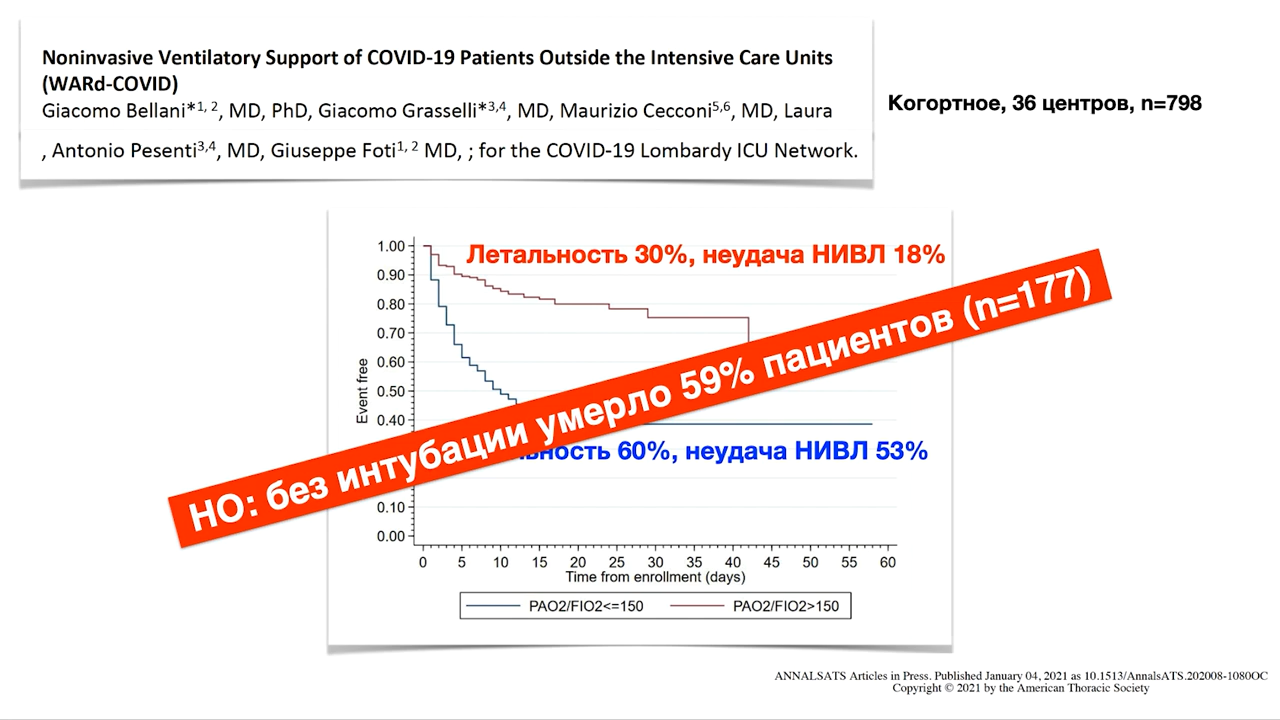 Noninvasive Ventilatory Support of COVID-19 Patients Outside the Intensive Care Units
(WARd-COVID)
Giacomo Bellani*1, 2, MD, PhD, Giacomo Grasselli*3,4, MD, Maurizio Cecconi5,6, MD, Laura
, Antonio Pesenti3,4, MD, Giuseppe Foti1, 2 MD, ; for the COVID-19 Lombardy ICU Network.
Когортное, 36 центров, n=798
Летальность 30%, неудача НИВЛ 18%
НО: без интубации умерло 59% пациентов (n=177)
60%, неудача НИВЛ 53%
Event free
1.00
0.90
0.80
0.70
0.60
0.50
0.40
0.10
0.00
0 5 10 15 20 25 30 35 40 45 50 55 60
Time from enrollment (days)
PAO2/FIO2<=150 PAO2/FIO2>150
ANNALSATS Articles in Press. Published January 04, 2021 as 10.1513/AnnalsATS.202008-1080OC
Copyright © 2021 by the American Thoracic Society